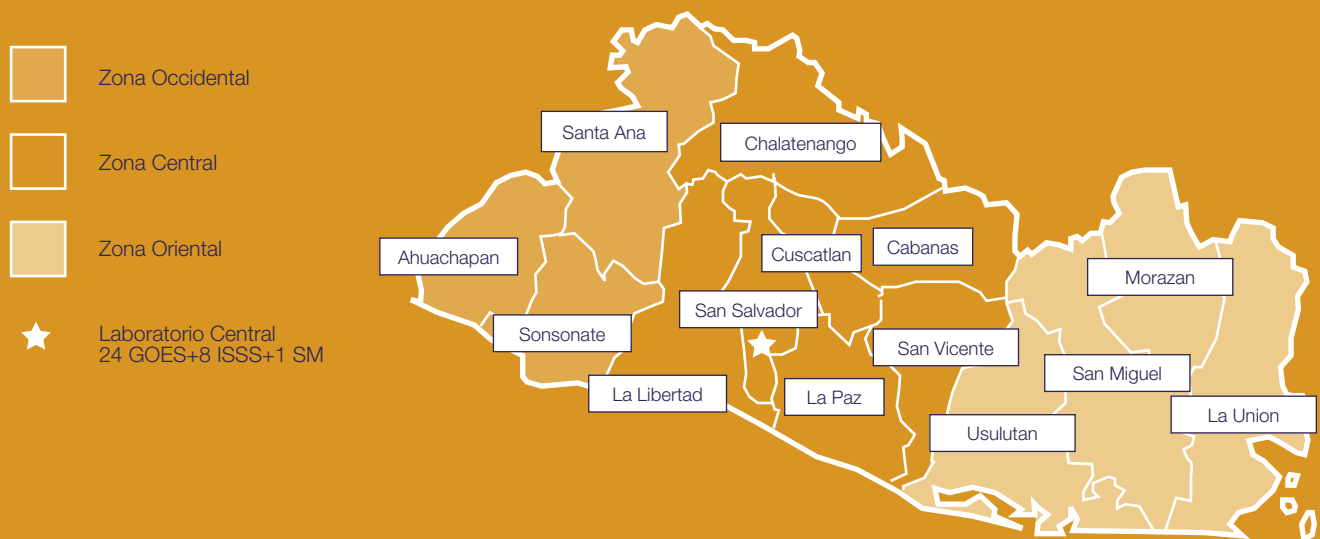 Zona Occidental
Zona Central
Zona Oriental
Laboratorio Central
24 GOES+8 ISSS+1 SM
Santa Ana
Chalatenango
Ahuachapan
Cuscatlan
Cabanas
Morazan
San Salvador
Sonsonate
San Vicente
San Miguel
La Libertad
La Paz
La Union
Usulutan